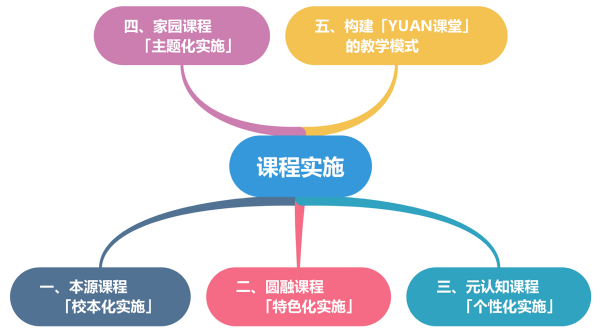 四、家园课程
「主题化实施」
五、构建「YUAN课堂」
的教学模式
课程实施
一、本源课程
「校本化实施」
二、圆融课程
「特色化实施」
三、元认知课程
「个性化实施」